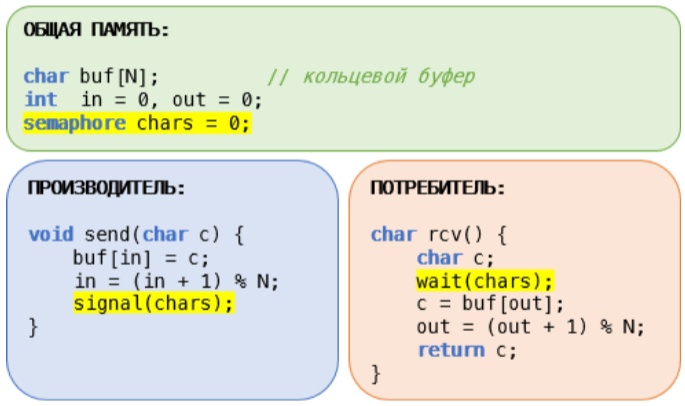 ОБЩАЯ ПАМЯТЬ:
char buf[N]; // кольцевой буфер
int in = 0, out = 0;
semaphore chars = 0;
ПРОИЗВОДИТЕЛЬ:
void send(char c) {
buf[in] = c;
in = (in + 1) % N;
signal(chars);
}
ПОТРЕБИТЕЛЬ:
char rcv() {
char c;
wait(chars);
c = buf[out];
out = (out + 1) % N;
return c;
}